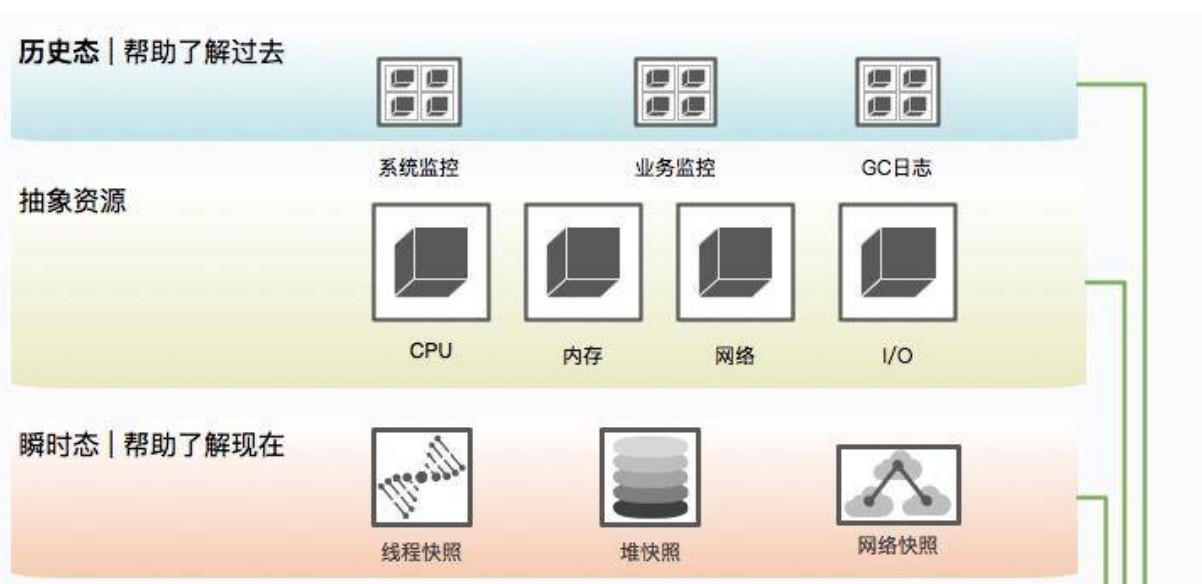 历史态 | 帮助了解过去
系统监控 业务监控 GC日志
抽象资源
CPU 内存 网络 I/O
瞬时态 | 帮助了解现在
线程快照 堆快照 网络快照